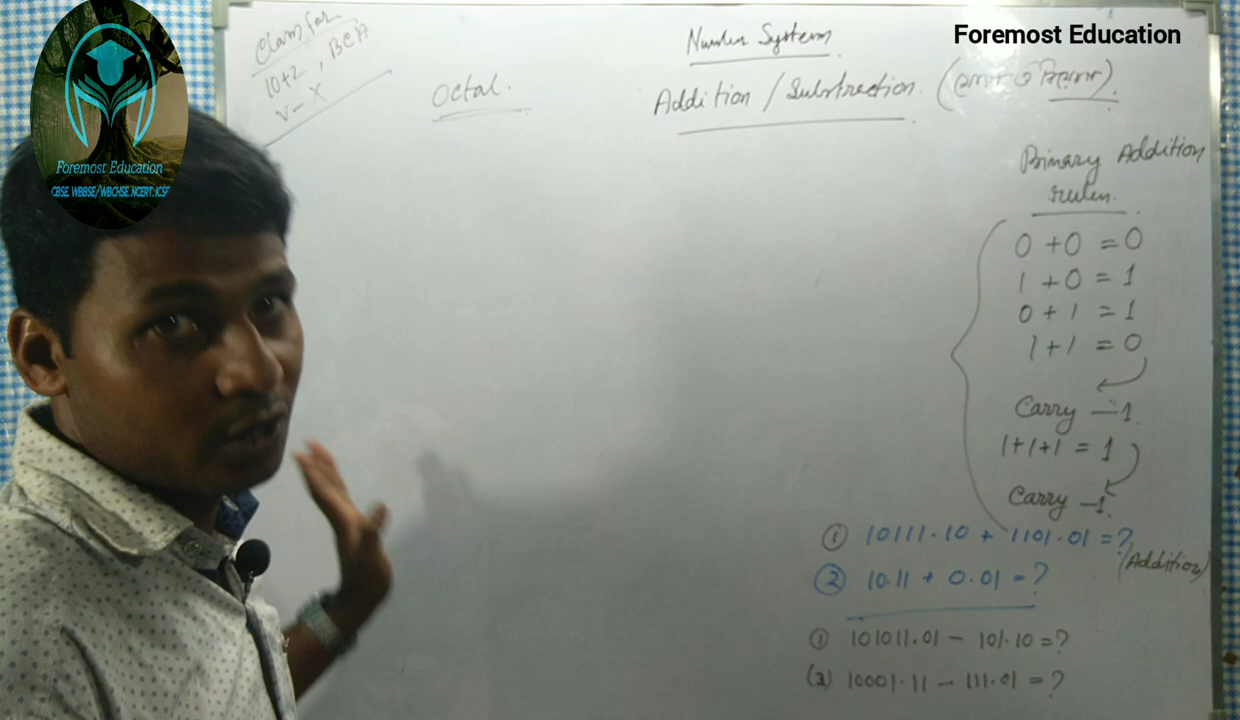 Foremost Education
CBSE.WBBSE/WBCHSE.NCERT.ICSE
Class for
10+2, BCA
V - X
Octal.
Number System
Foremost Education
Addition / Substraction. (যোগ ও বিয়োগ).
Binary Addition
rules.
0 + 0 = 0
1 + 0 = 1
0 + 1 = 1
1 + 1 = 0
Carry - 1.
1+1+1 = 1
Carry - 1.
① 10111.10 + 1101.01 = ?
(Addition)
② 10.11 + 0.01 = ?
① 101011.01 - 101.10 = ?
(2) 10001.11 - 111.01 = ?